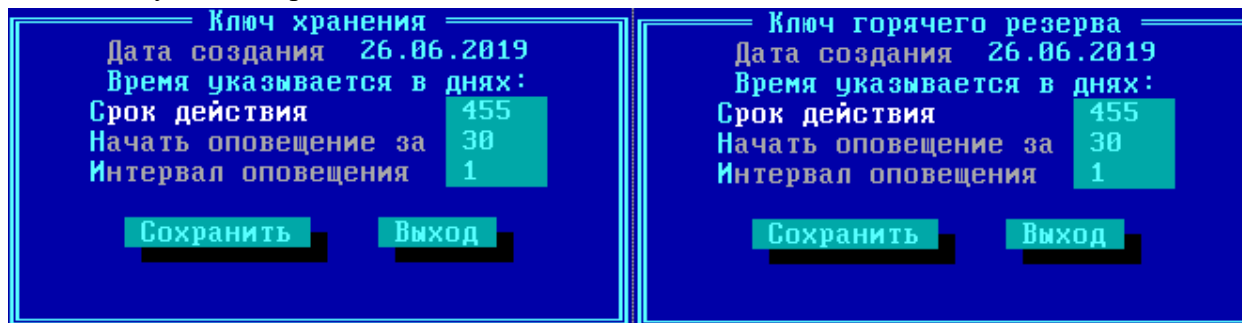 Ключ хранения
Дата создания 26.06.2019
Время указывается в днях:
Срок действия 455
Начать оповещение за 30
Интервал оповещения 1
Сохранить Выход
Ключ горячего резерва
Дата создания 26.06.2019
Время указывается в днях:
Срок действия 455
Начать оповещение за 30
Интервал оповещения 1
Сохранить Выход